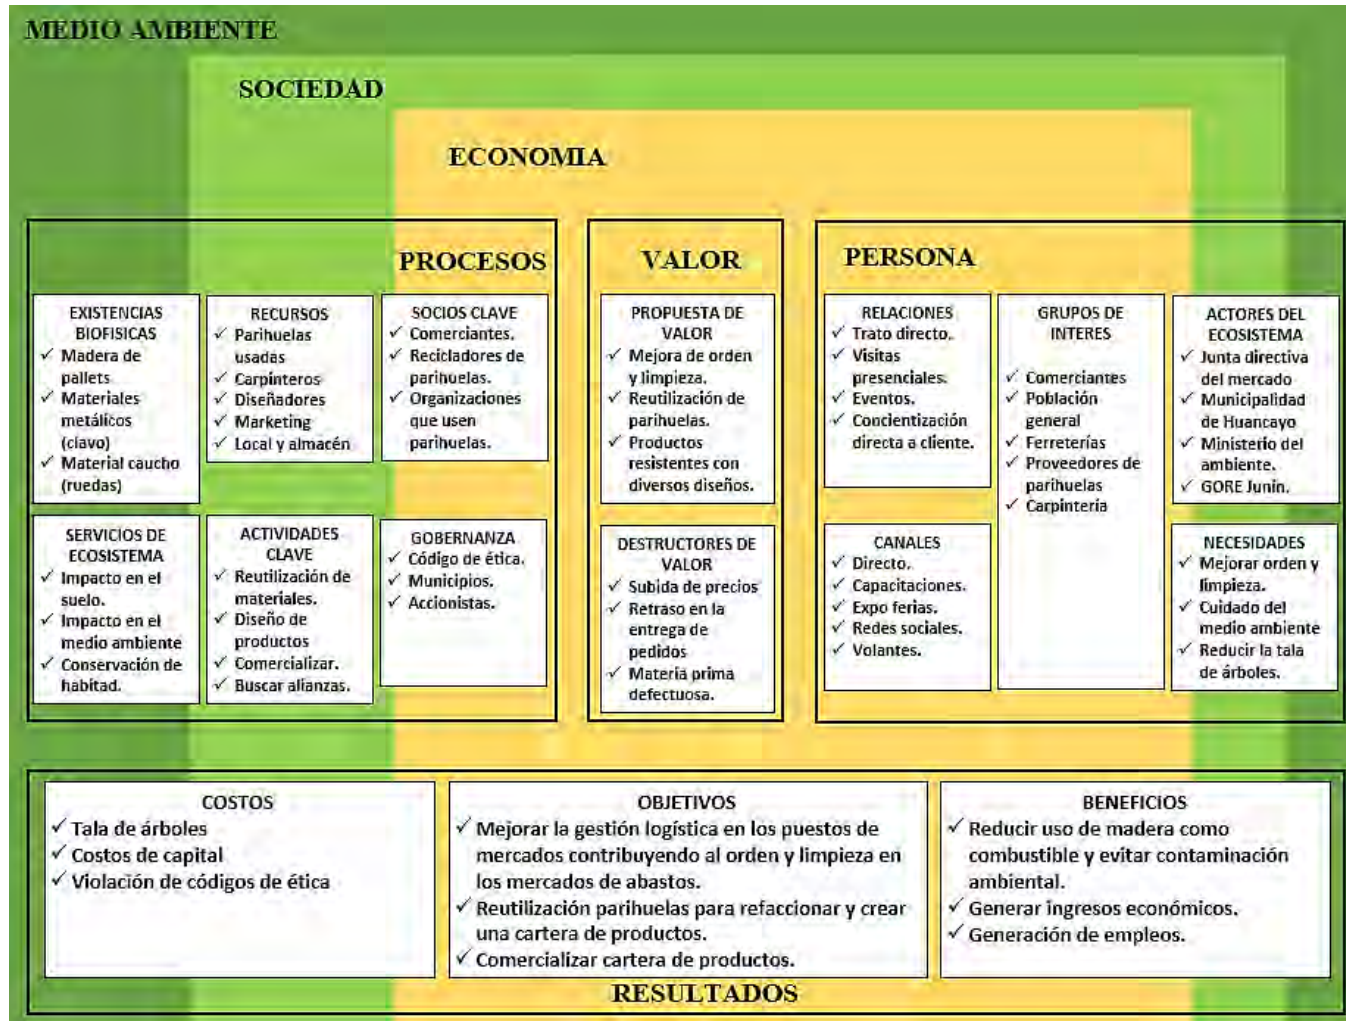 MEDIO AMBIENTE
SOCIEDAD
ECONOMIA
PROCESOS
EXISTENCIAS
BIOFISICAS
✓ Madera de
pallets
✓ Materiales
metálicos
(clavo)
✓ Material caucho
(ruedas)
RECURSOS
✓ Parihuelas
usadas
✓ Carpinteros
✓ Diseñadores
✓ Marketing
✓ Local y almacén
SOCIOS CLAVE
✓ Comerciantes.
✓ Recicladores de
parihuelas.
✓ Organizaciones
que usen
parihuelas.
SERVICIOS DE
ECOSISTEMA
✓ Impacto en el
suelo.
✓ Impacto en el
medio ambiente
✓ Conservación de
habitad.
ACTIVIDADES
CLAVE
✓ Reutilización de
materiales.
✓ Diseño de
productos
✓ Comercializar.
✓ Buscar alianzas.
GOBERNANZA
✓ Código de ética.
✓ Municipios.
✓ Accionistas.
VALOR
PROPUESTA DE
VALOR
✓ Mejora de orden
y limpieza.
✓ Reutilización de
parihuelas.
✓ Productos
resistentes con
diversos diseños.
DESTRUCTORES DE
VALOR
✓ Subida de precios
✓ Retraso en la
entrega de
pedidos
✓ Materia prima
defectuosa.
PERSONA
RELACIONES
✓ Trato directo.
✓ Visitas
presenciales.
✓ Eventos.
✓ Concientización
directa a cliente.
GRUPOS DE
INTERES
✓ Comerciantes
✓ Población
general
✓ Ferreterías
✓ Proveedores de
parihuelas
✓ Carpintería
ACTORES DEL
ECOSISTEMA
✓ Junta directiva
del mercado
✓ Municipalidad
de Huancayo
✓ Ministerio del
ambiente.
✓ GORE Junin.
CANALES
✓ Directo.
✓ Capacitaciones.
✓ Expo ferias.
✓ Redes sociales.
✓ Volantes.
NECESIDADES
✓ Mejorar orden y
limpieza.
✓ Cuidado del
medio ambiente
✓ Reducir la tala
de árboles.
COSTOS
✓ Tala de árboles
✓ Costos de capital
✓ Violación de códigos de ética
OBJETIVOS
✓ Mejorar la gestión logística en los puestos de
mercados contribuyendo al orden y limpieza en
los mercados de abastos.
✓ Reutilización parihuelas para refaccionar y crear
una cartera de productos.
✓ Comercializar cartera de productos.
BENEFICIOS
✓ Reducir uso de madera como
combustible y evitar contaminación
ambiental.
✓ Generar ingresos económicos.
✓ Generación de empleos.
RESULTADOS